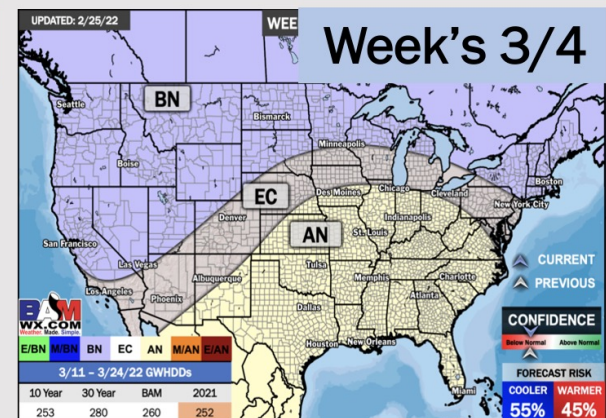 UPDATED: 2/25/22
WEE
Week's 3/4
Seattle
BN
Bismarck
Minneapolis
Boise
Boston
EC
Des Moines
Chicago
Cleveland
New York City
Denver
AN
Indianapolis
St. Louis
San Francisco
Las Vegas
CURRENT
Tulsa
PREVIOUS
Albuquerque
Memphis
Charlotte
Los Angeles
Phoenix
Atlanta
BAM
WX.COM
Weather. Made. Simple.
Dallas
CONFIDENCE
Below Normal Above Normal
E/BN M/BN BN EC AN M/AN E/AN
Houston New Orleans
3/11 – 3/24/22 GWHDDs
FORECAST RISK
10 Year 30 Year BAM 2021
Miami
COOLER WARMER
253 280 260 252
55% 45%